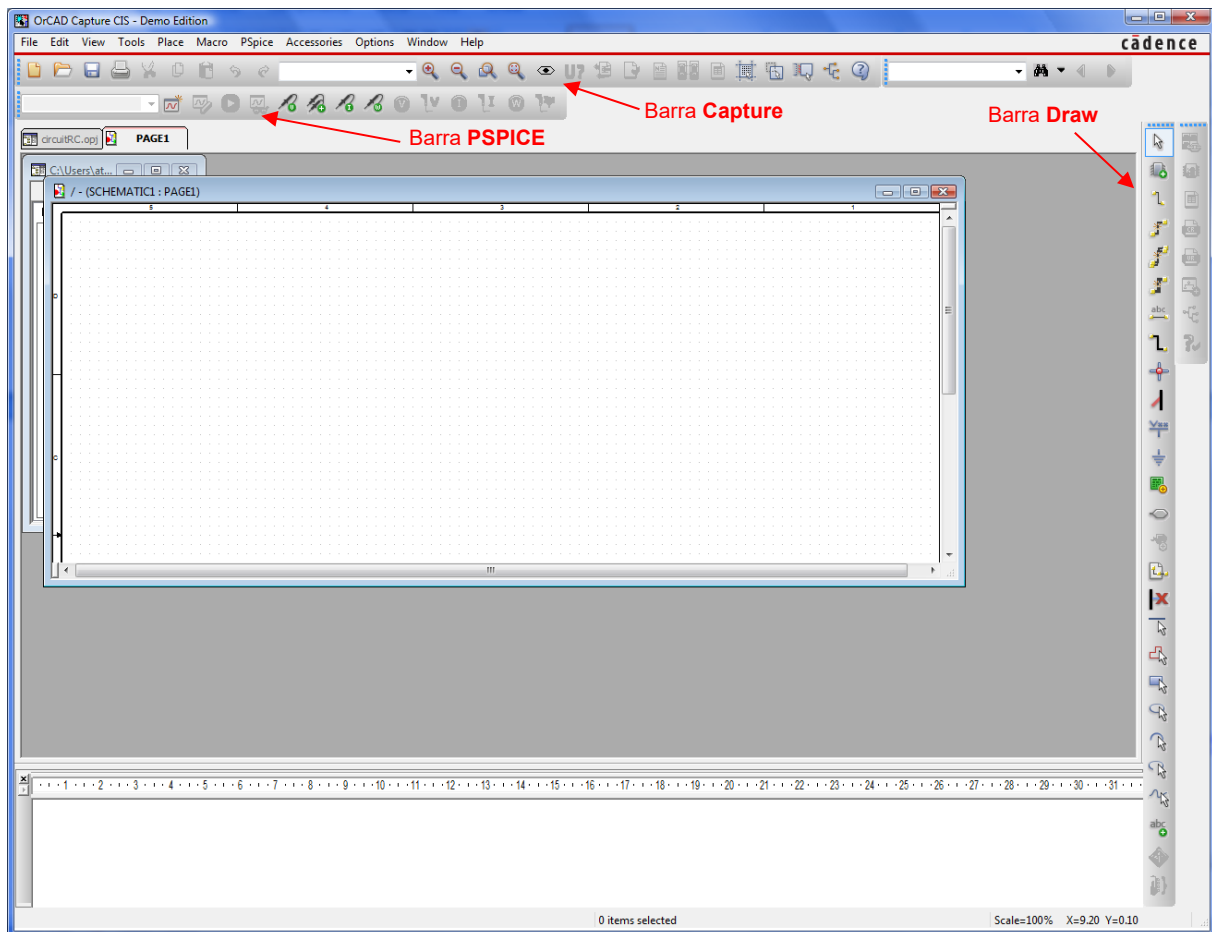 OrCAD Capture CIS - Demo Edition
File Edit View Tools Place Macro PSpice Accessories Options Window Help
cādence
U?
Barra Capture
Barra Draw
Barra PSPICE
circuitRC.opj PAGE1
C:\Users\at...
/ - (SCHEMATIC1 : PAGE1)
5 4 3 2 1
D
C
abc
Vxx
abc
1 2 3 4 5 6 7 8 9 10 11 12 13 14 15 16 17 18 19 20 21 22 23 24 25 26 27 28 29 30 31
0 items selected
Scale=100% X=9.20 Y=0.10